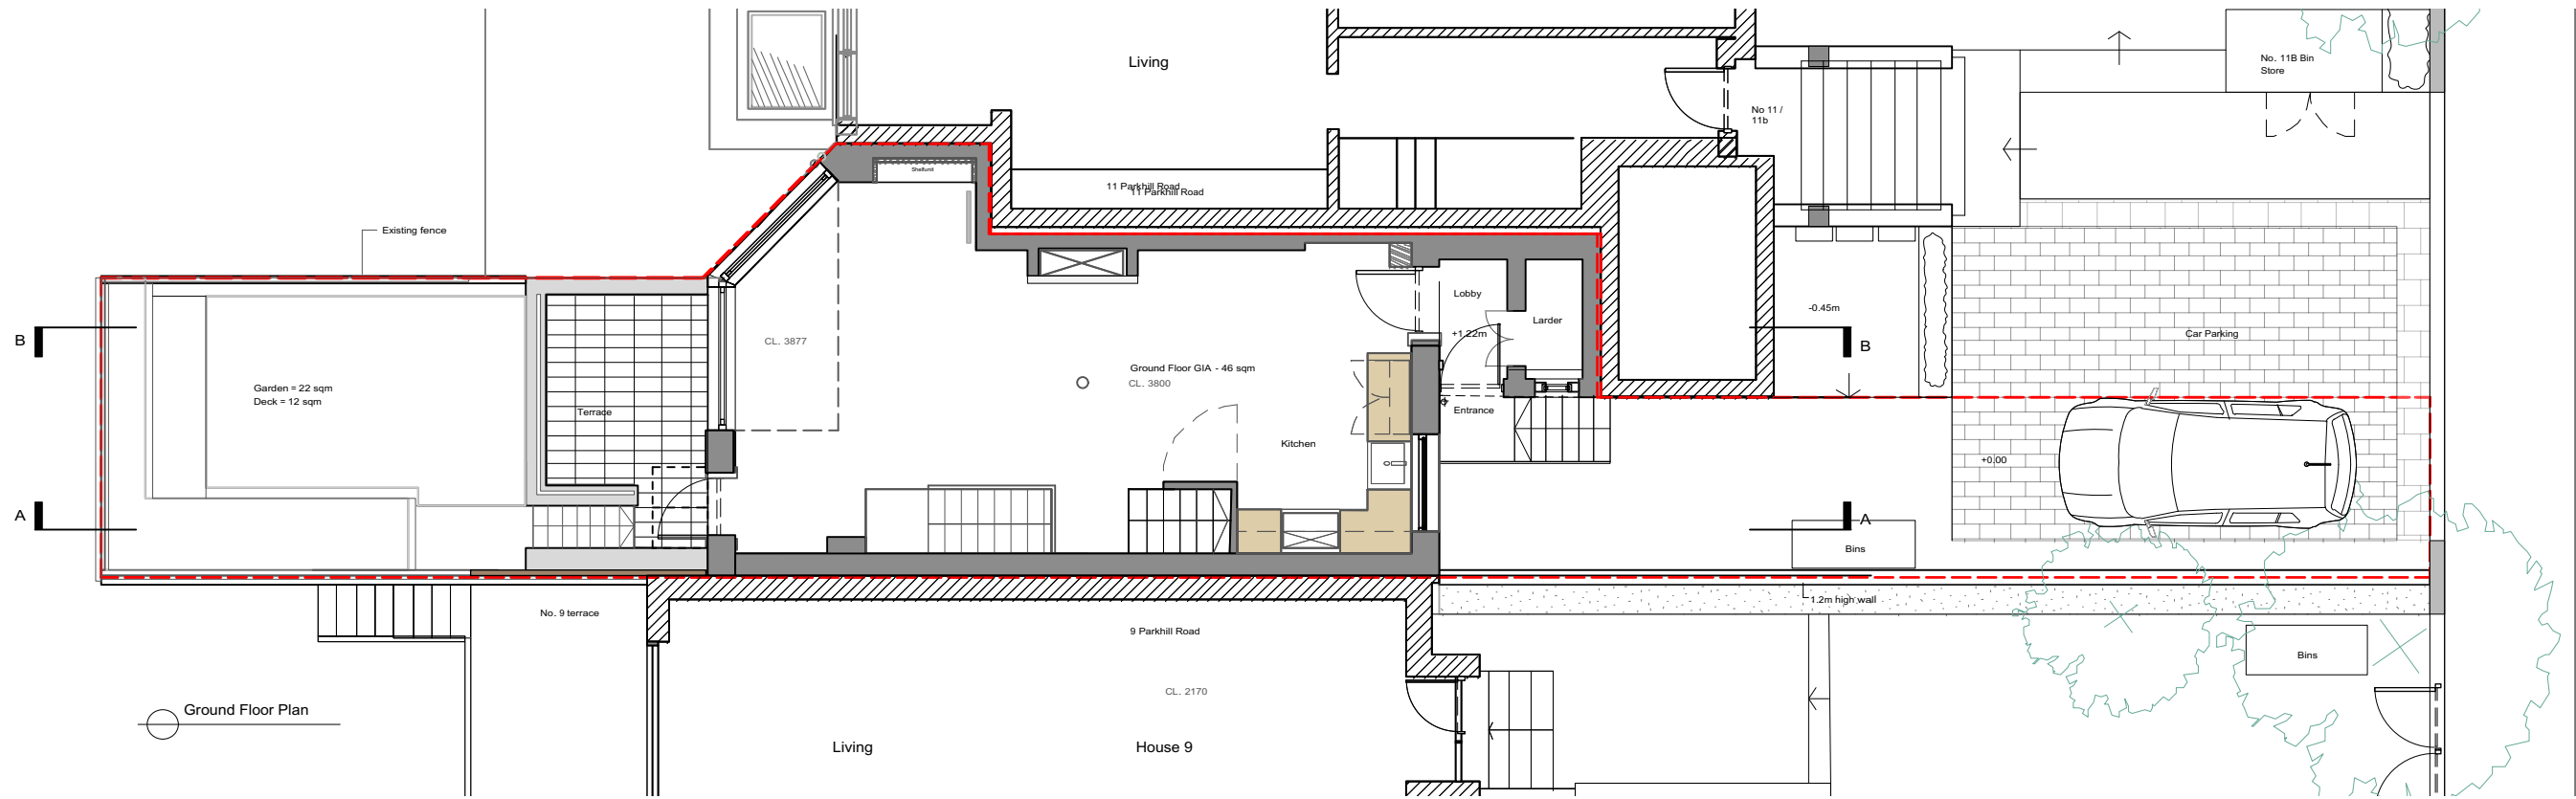 Living
No. 11B Bin
Store
No 11 /
11b
Shelfunit
11 Parkhill Road
11 Parkhill Road
Existing fence
Lobby
Larder
-0.45m
+1.22m
Car Parking
B
CL. 3877
B
Ground Floor GIA - 46 sqm
CL. 3800
Garden = 22 sqm
Deck = 12 sqm
Terrace
Entrance
Kitchen
+0.00
A
A
Bins
1.2m high wall
No. 9 terrace
9 Parkhill Road
Bins
CL. 2170
Ground Floor Plan
Living
House 9